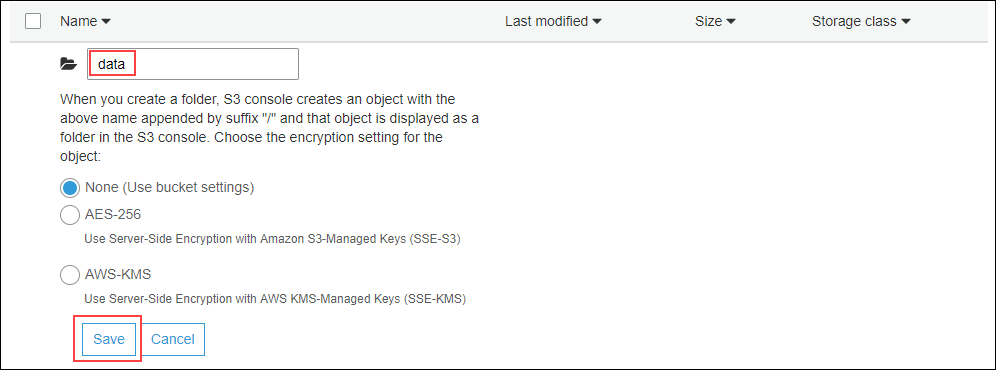 Name Last modified Size Storage class
data
When you create a folder, S3 console creates an object with the
above name appended by suffix "/" and that object is displayed as a
folder in the S3 console. Choose the encryption setting for the
object:
None (Use bucket settings)
AES-256
Use Server-Side Encryption with Amazon S3-Managed Keys (SSE-S3)
AWS-KMS
Use Server-Side Encryption with AWS KMS-Managed Keys (SSE-KMS)
Save Cancel